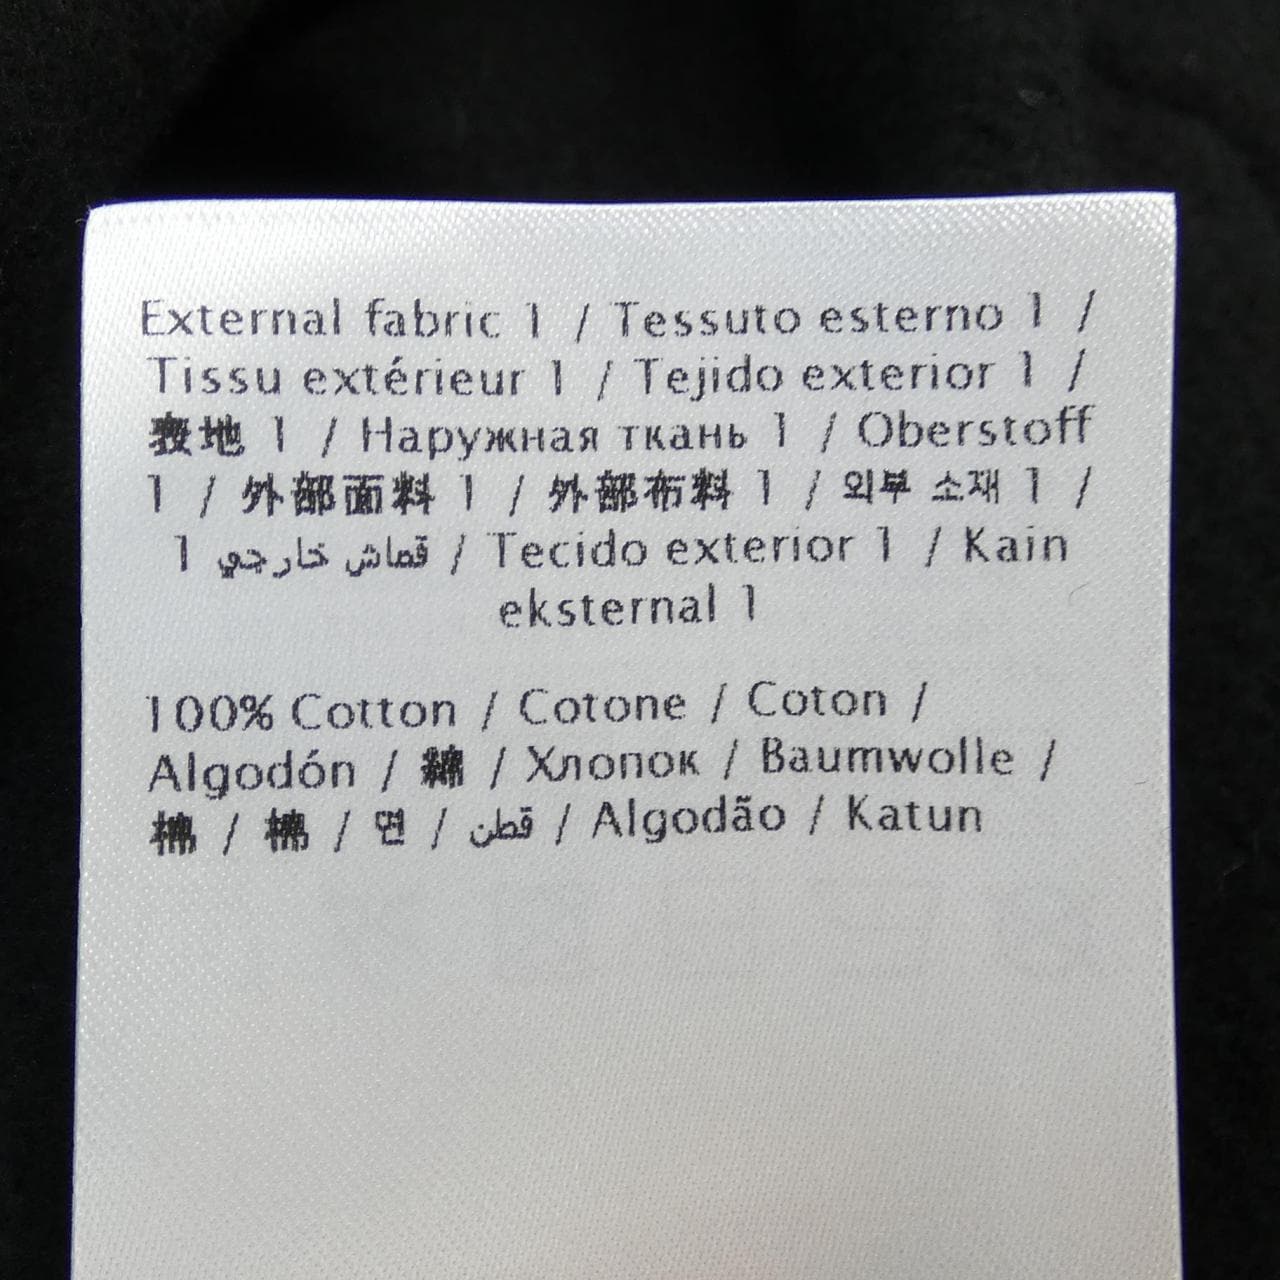 External fabric 1 / Tessuto esterno 1 /
Tissu extérieur 1 / Tejido exterior 1 /
表地 1 / Наружная ткань 1 / Oberstoff
1 / 外部面料 1 / 外部布料 1 / 외부 소재 1 /
قماش خارجي 1 / Tecido exterior 1 / Kain
eksternal 1
100% Cotton / Cotone / Coton /
Algodón / 綿 / Хлопок / Baumwolle /
棉 / 棉 / 면 / قطن / Algodão / Katun